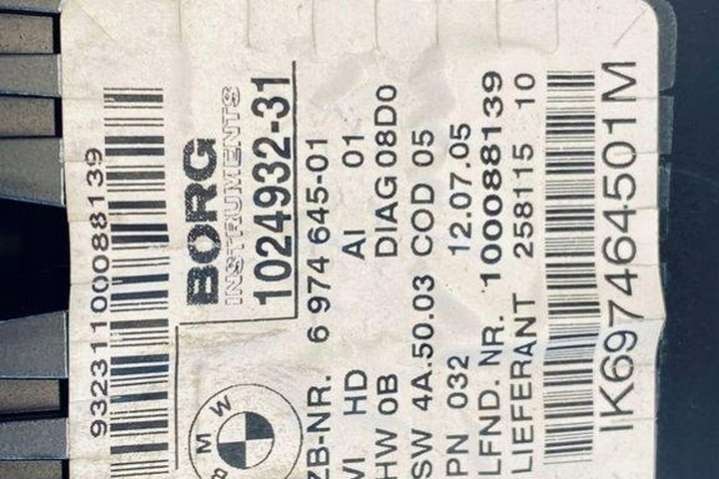 932311000088139
BORG
INSTRUMENTS
1024932-31
BMW
ZB-NR. 6 974 645-01
VI HD AI 01
HW 0B DIAG 08D0
SW 4A.50.03 COD 05
PN 032 12.07.05
LFND. NR. 100088139
LIEFERANT 258115 10
IK697464501M